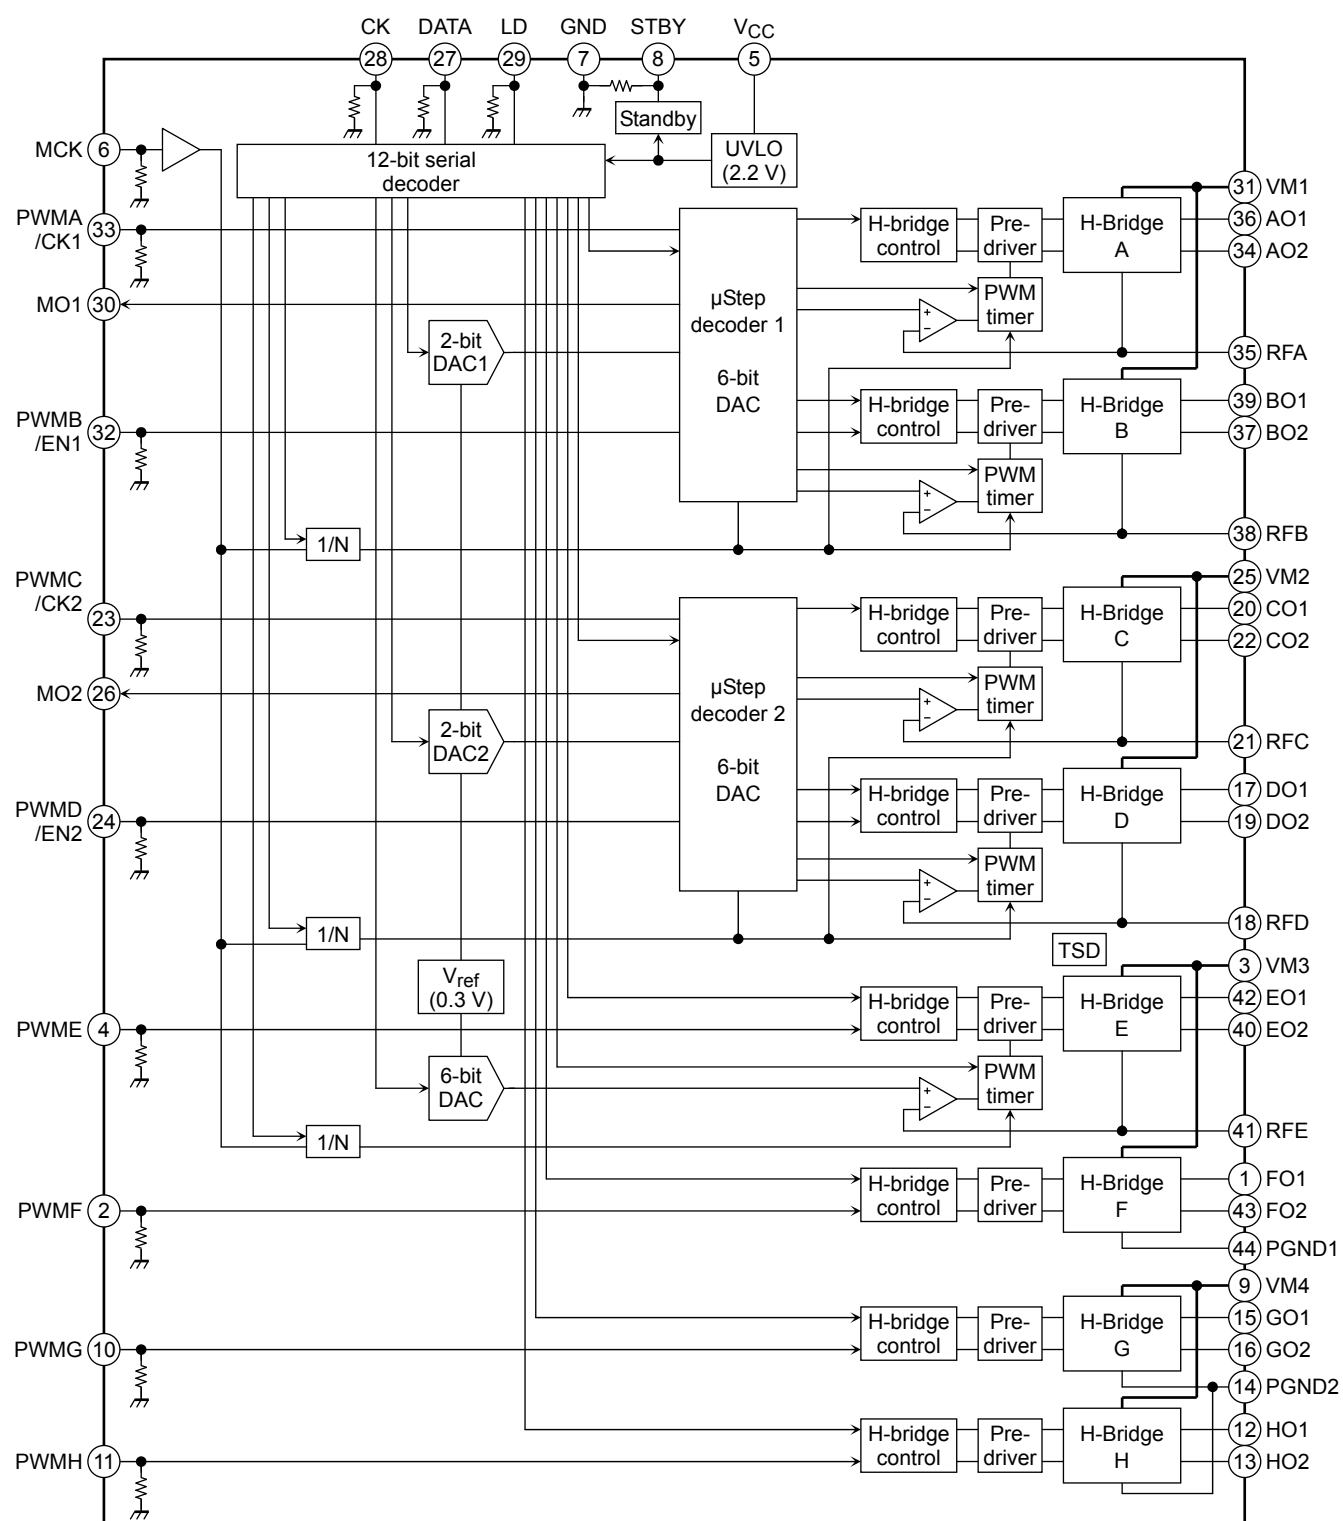 CK DATA LD GND STBY VCC
28 27 29 7 8 5
Standby
MCK 6
12-bit serial
decoder
UVLO
(2.2 V)
31 VM1
PWMA
/CK1
33
H-bridge
control
Pre-
driver
H-Bridge
A
36 AO1
34 AO2
MO1 30
µStep
decoder 1
6-bit
DAC
PWM
timer
+
−
2-bit
DAC1
35 RFA
PWMB
/EN1
32
H-bridge
control
Pre-
driver
H-Bridge
B
39 BO1
37 BO2
PWM
timer
+
−
1/N
38 RFB
25 VM2
PWMC
/CK2
23
H-bridge
control
Pre-
driver
H-Bridge
C
20 CO1
22 CO2
MO2 26
µStep
decoder 2
6-bit
DAC
PWM
timer
+
−
2-bit
DAC2
21 RFC
PWMD
/EN2
24
H-bridge
control
Pre-
driver
H-Bridge
D
17 DO1
19 DO2
PWM
timer
+
−
1/N
18 RFD
TSD
3 VM3
Vref
(0.3 V)
PWME 4
H-bridge
control
Pre-
driver
H-Bridge
E
42 EO1
40 EO2
6-bit
DAC
PWM
timer
+
−
1/N
41 RFE
PWMF 2
H-bridge
control
Pre-
driver
H-Bridge
F
1 FO1
43 FO2
44 PGND1
9 VM4
PWMG 10
H-bridge
control
Pre-
driver
H-Bridge
G
15 GO1
16 GO2
14 PGND2
PWMH 11
H-bridge
control
Pre-
driver
H-Bridge
H
12 HO1
13 HO2